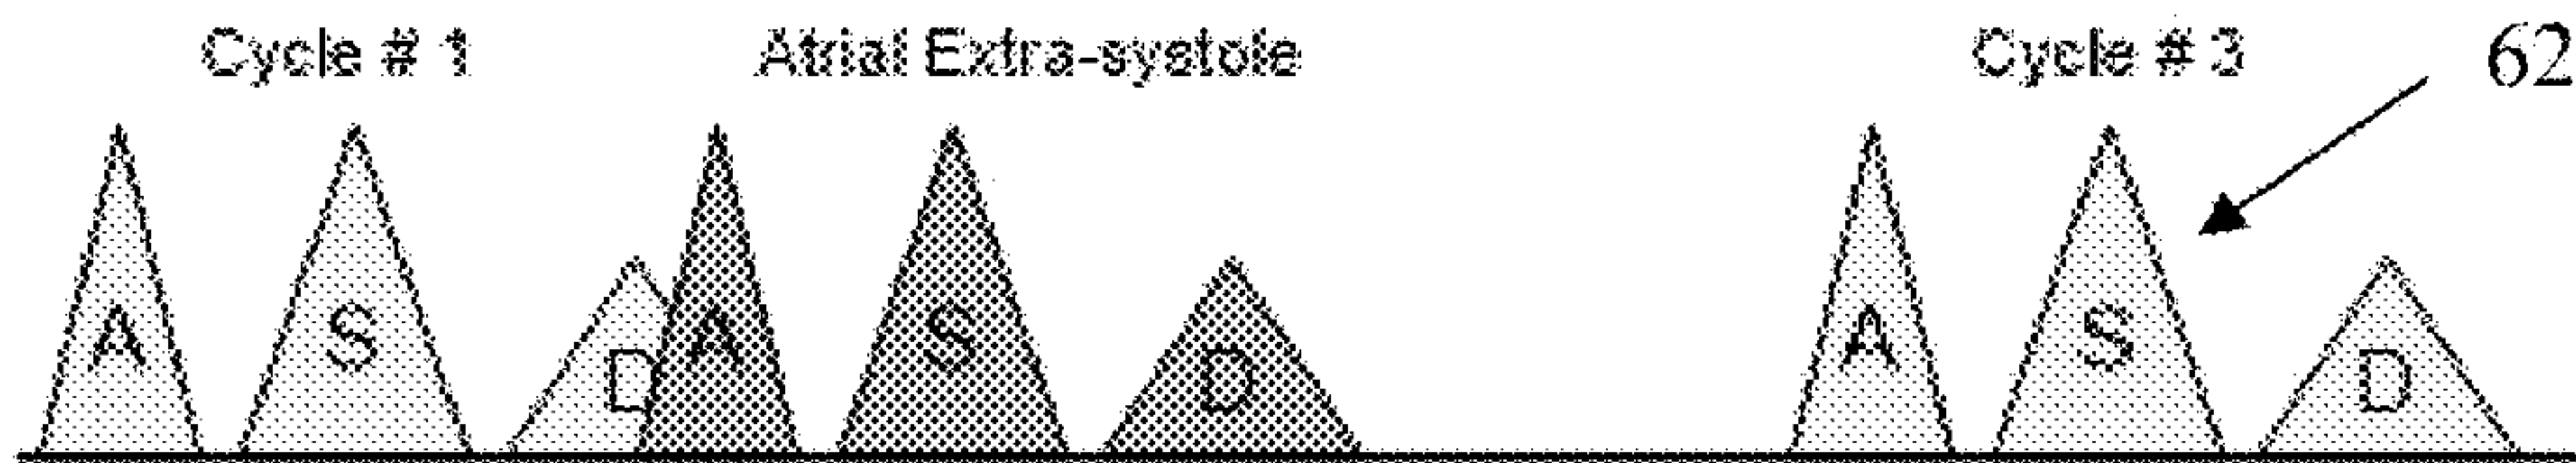 Cycle # 1 Atrial Extra-systole Cycle # 3 62
A S D A S D A S D